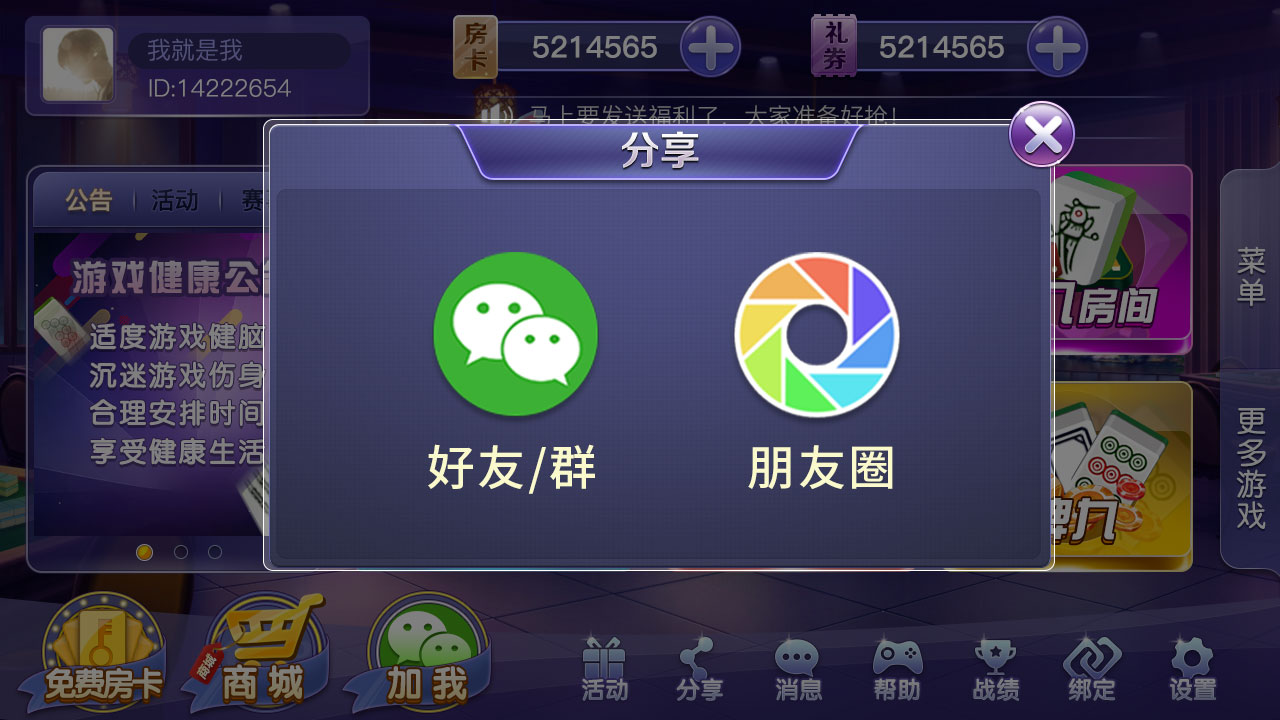 我就是我
ID:14222654
房卡
5214565
礼券
5214565
马上要发送福利了，大家准备好抢！
分享
公告
活动
赛
游戏健康公告
适度游戏健脑
沉迷游戏伤身
合理安排时间
享受健康生活
好友/群
朋友圈
房间
牌九
菜单
更多游戏
免费房卡
商城
商城
加我
活动
分享
消息
帮助
战绩
绑定
设置